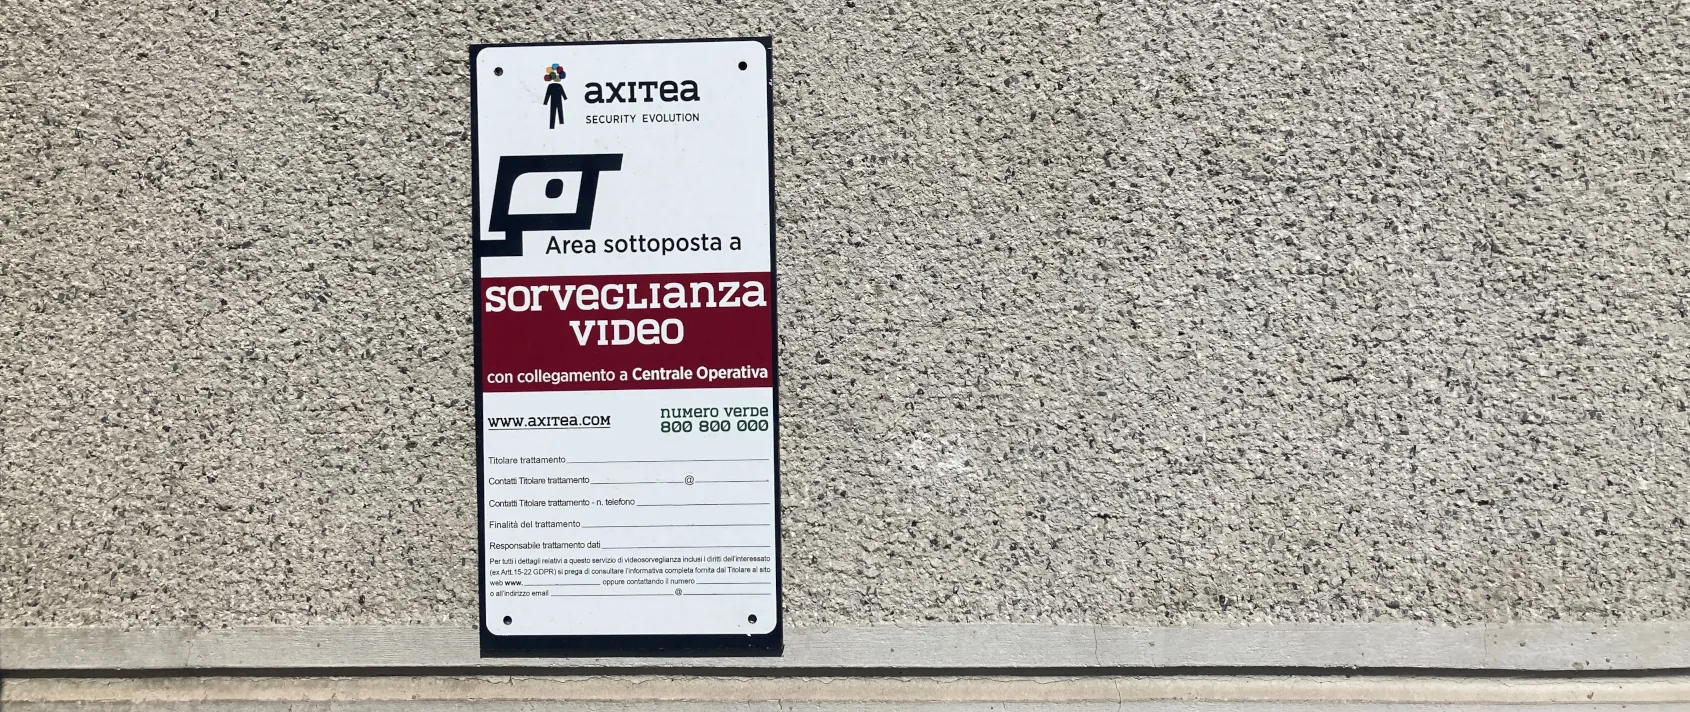 axitea
SECURITY EVOLUTION
Area sottoposta a
SORVEGLIANZA
VIDEO
con collegamento a Centrale Operativa
www.axitea.com
numero verde
800 800 000
Titolare trattamento
Contatti Titolare trattamento @
Contatti Titolare trattamento - n. telefono
Finalità del trattamento
Responsabile trattamento dati
Per tutti i dettagli relativi a questo servizio di videosorveglianza inclusi i diritti dell'interessato
(ex Artt. 15-22 GDPR) si prega di consultare l'informativa completa fornita dal Titolare al sito
web www. oppure contattando il numero
o all'indirizzo email @